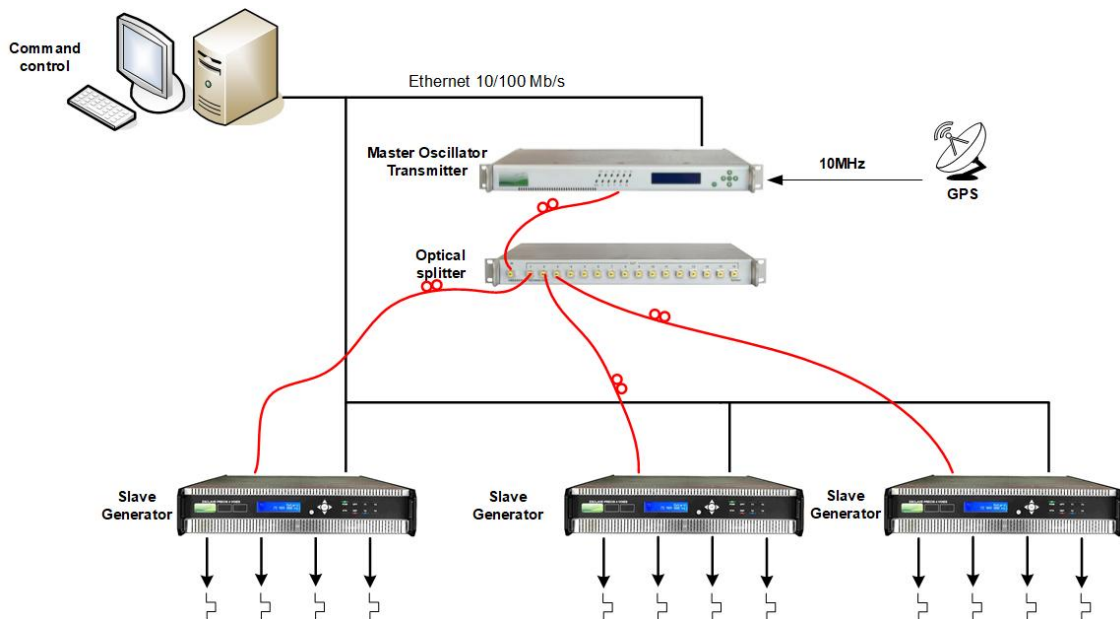 Command
control
Ethernet 10/100 Mb/s
Master Oscillator
Transmitter
10MHz
GPS
Optical
splitter
Slave
Generator
Slave
Generator
Slave
Generator